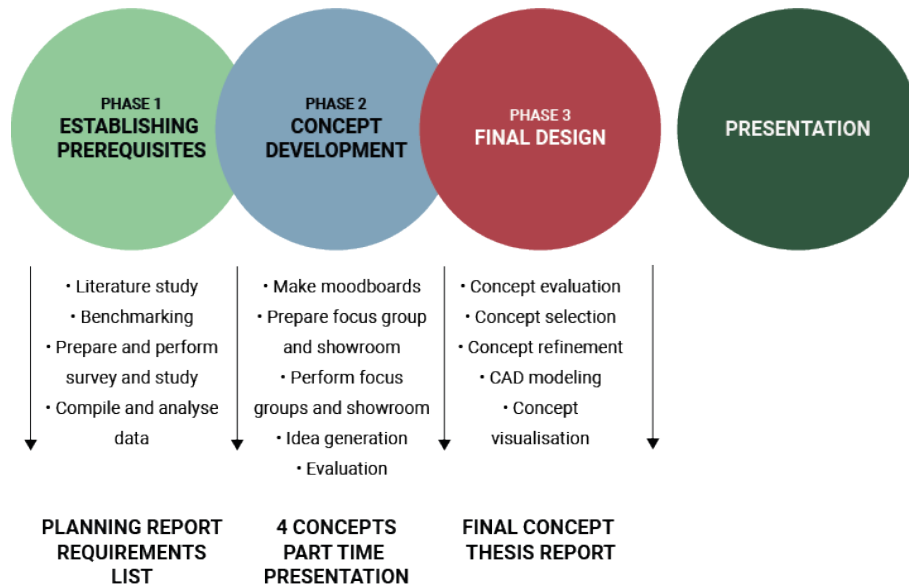 PHASE 1
ESTABLISHING
PREREQUISITES
PHASE 2
CONCEPT
DEVELOPMENT
PHASE 3
FINAL DESIGN
PRESENTATION
• Literature study
• Benchmarking
• Prepare and perform
survey and study
• Compile and analyse
data
• Make moodboards
• Prepare focus group
and showroom
• Perform focus
groups and showroom
• Idea generation
• Evaluation
• Concept evaluation
• Concept selection
• Concept refinement
• CAD modeling
• Concept
visualisation
PLANNING REPORT
REQUIREMENTS
LIST
4 CONCEPTS
PART TIME
PRESENTATION
FINAL CONCEPT
THESIS REPORT